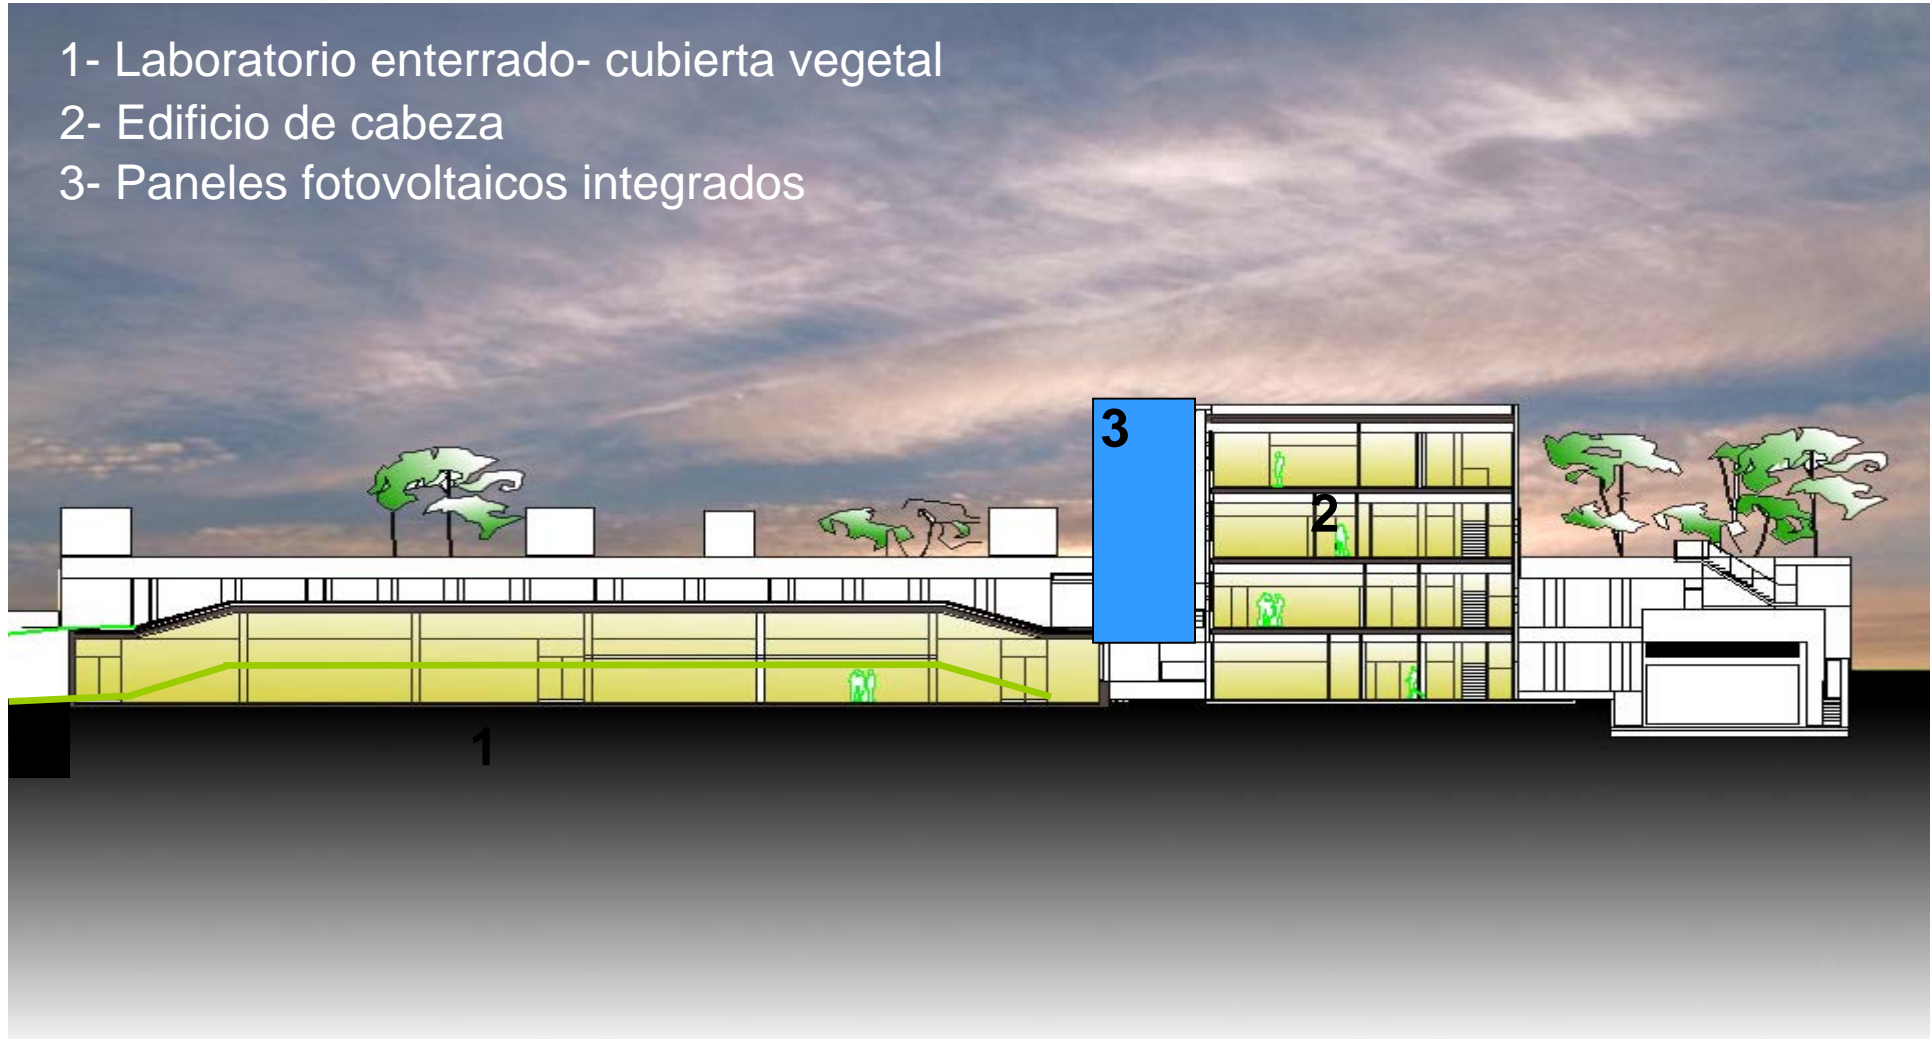 1- Laboratorio enterrado- cubierta vegetal
2- Edificio de cabeza
3- Paneles fotovoltaicos integrados
3
2
1